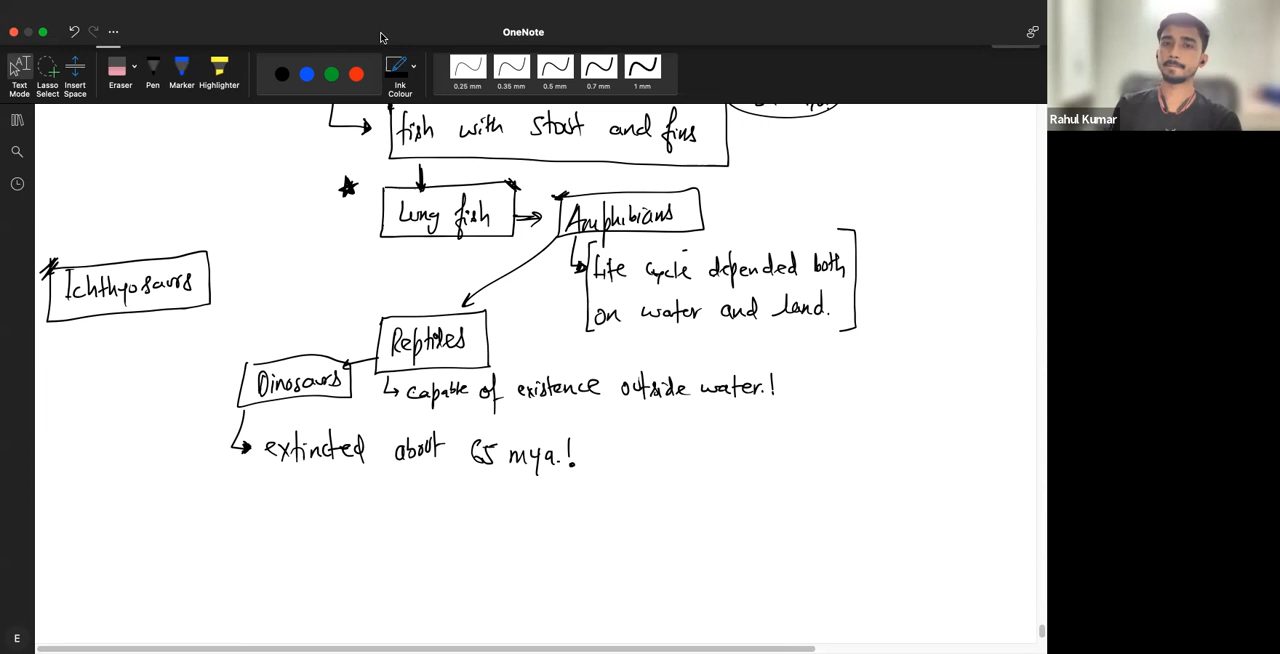 OneNote
Text Mode
Lasso Select
Insert Space
Eraser
Pen
Marker
Highlighter
Ink Colour
0.25 mm
0.35 mm
0.5 mm
0.7 mm
1 mm
Rahul Kumar
fish with stout and fins
Lung fish
Amphibians
Life cycle depended both
on water and land.
Ichthyosaurs
Reptiles
Dinosaurs
capable of existence outside water.!
extincted about 65 mya.!
E